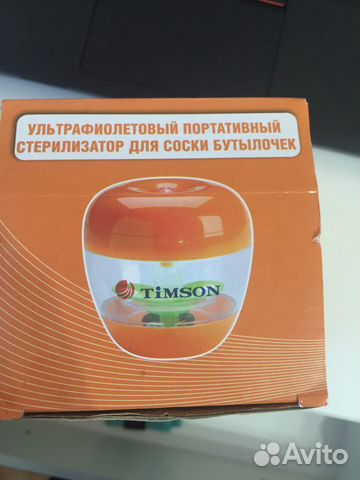 УЛЬТРАФИОЛЕТОВЫЙ ПОРТАТИВНЫЙ
СТЕРИЛИЗАТОР ДЛЯ СОСКИ БУТЫЛОЧЕК
TiMSON
Avito